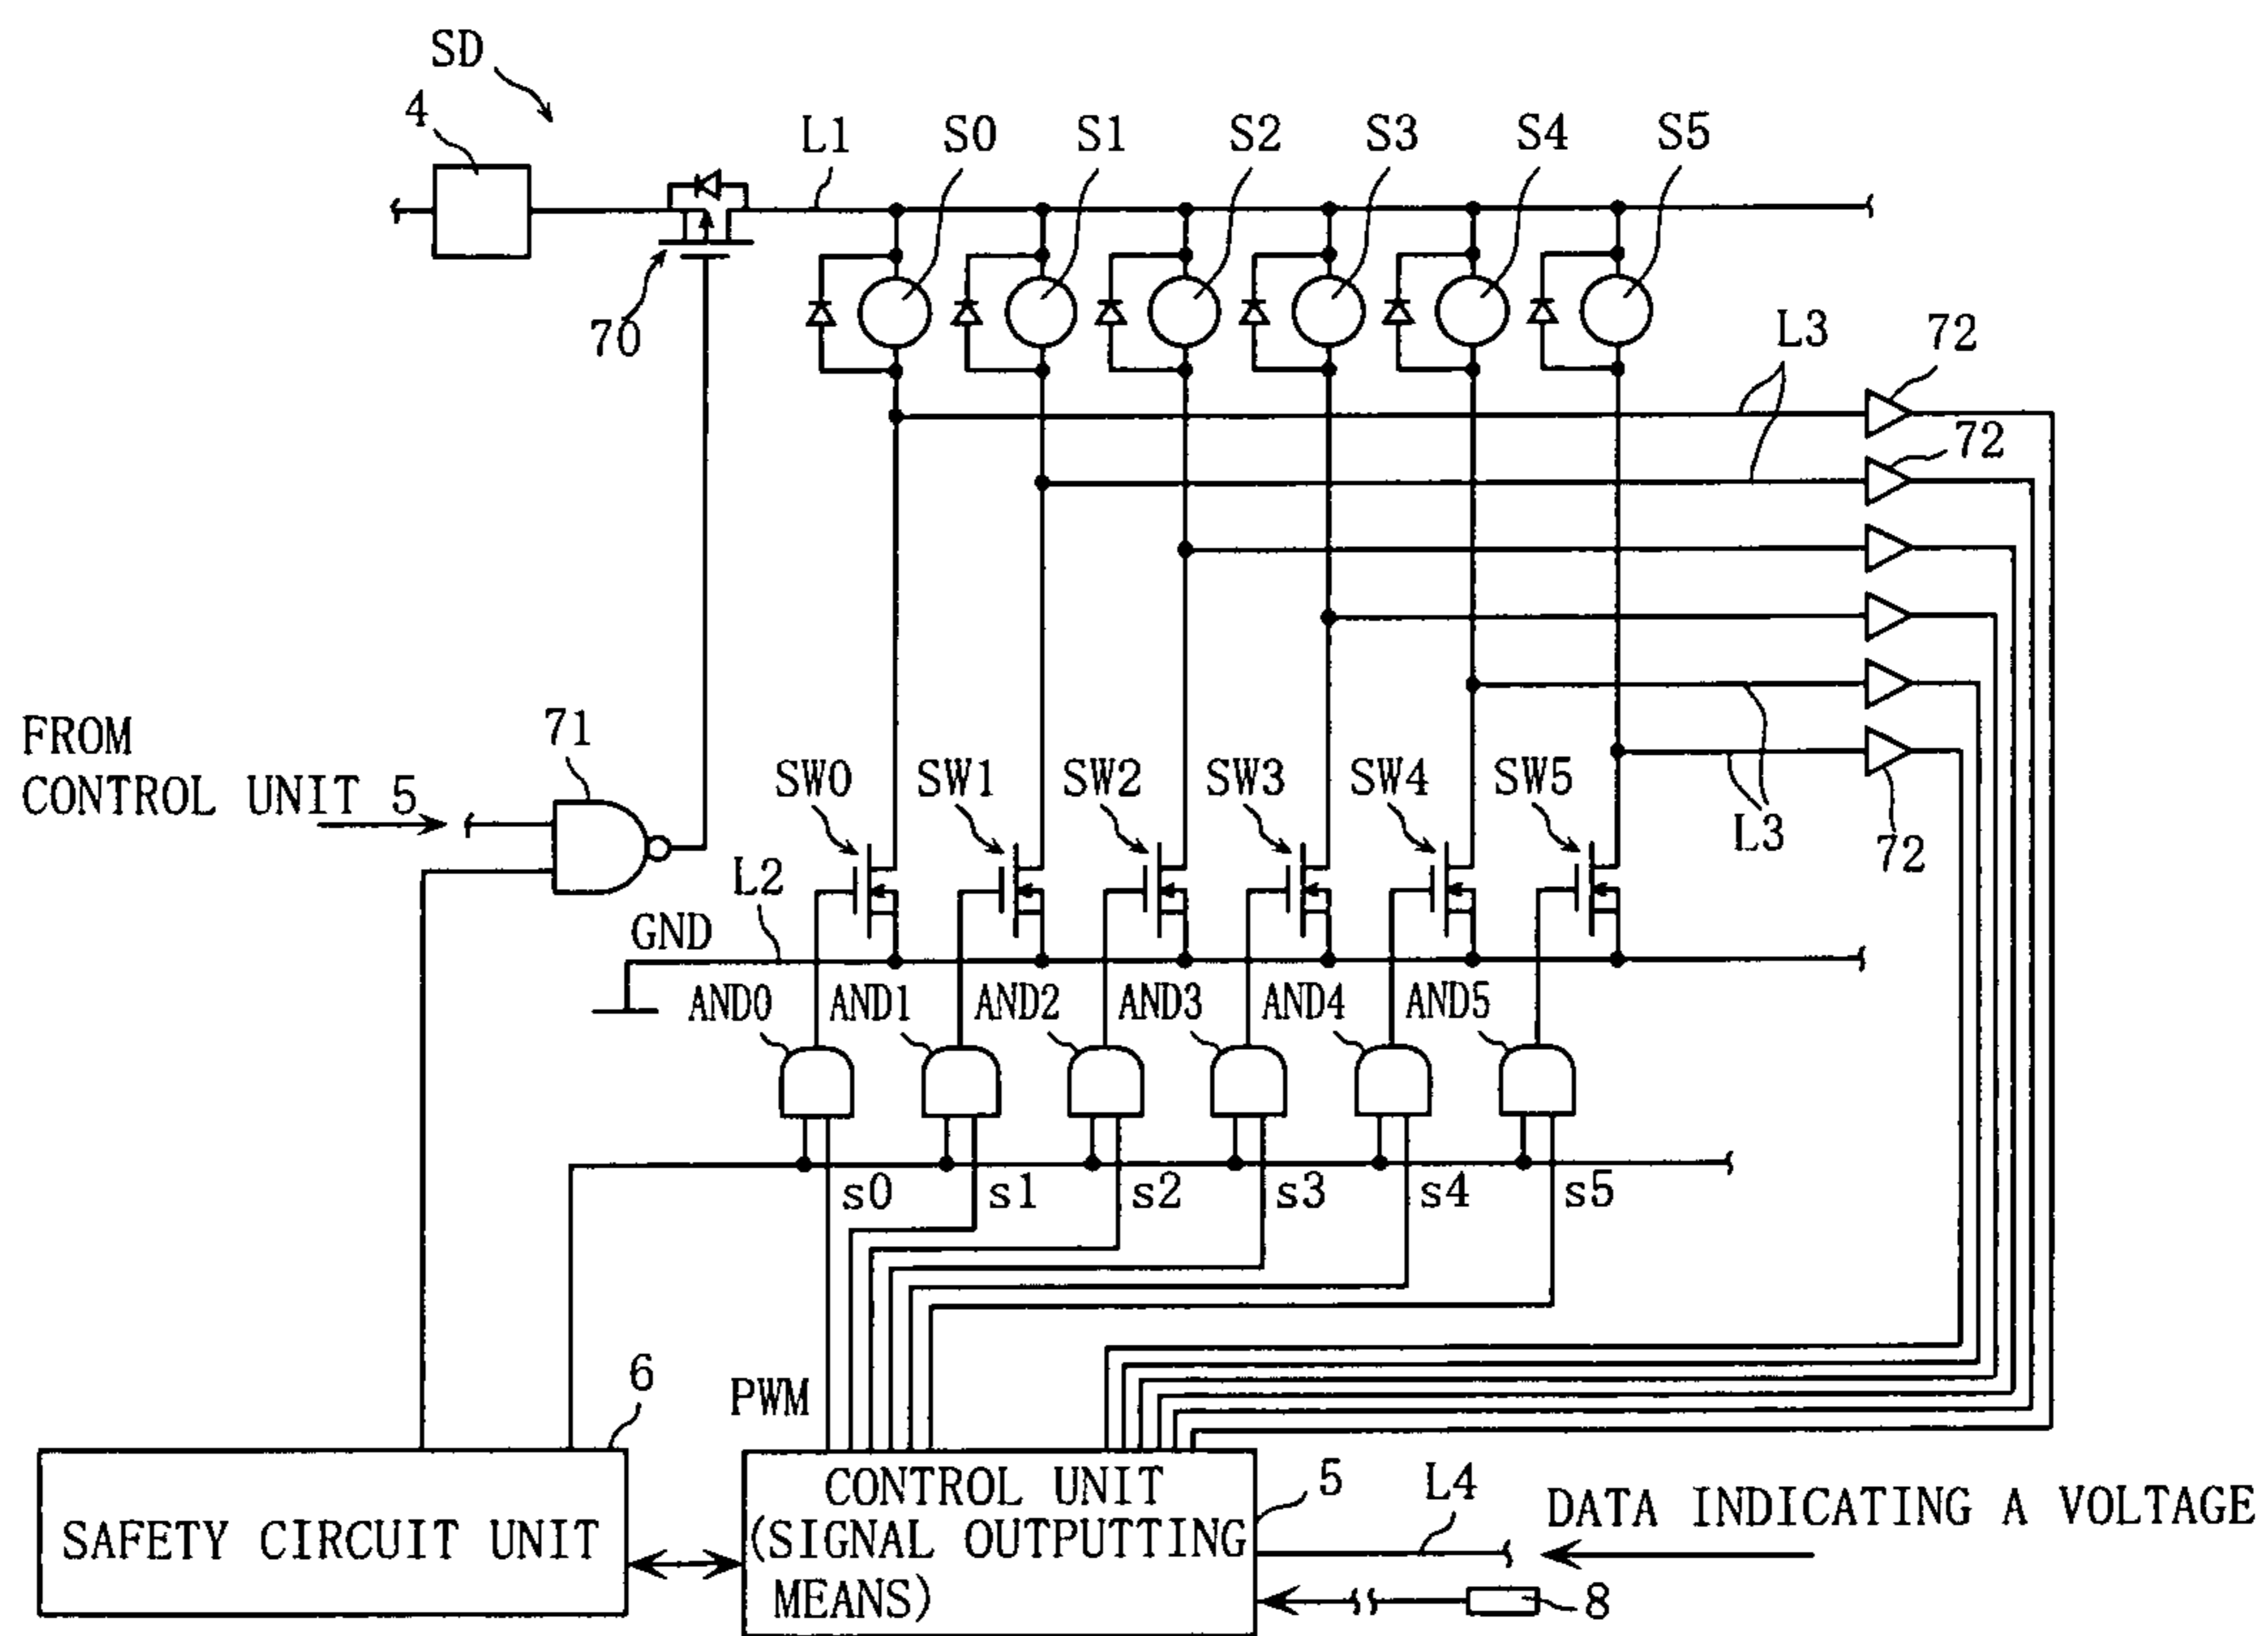 SD
4
L1
S0
S1
S2
S3
S4
S5
70
L3
72
72
FROM
CONTROL UNIT 5
71
SW0
SW1
SW2
SW3
SW4
SW5
L3
72
L2
GND
AND0
AND1
AND2
AND3
AND4
AND5
s0
s1
s2
s3
s4
s5
6
PWM
SAFETY CIRCUIT UNIT
CONTROL UNIT
(SIGNAL OUTPUTTING
MEANS)
5
L4
DATA INDICATING A VOLTAGE
8